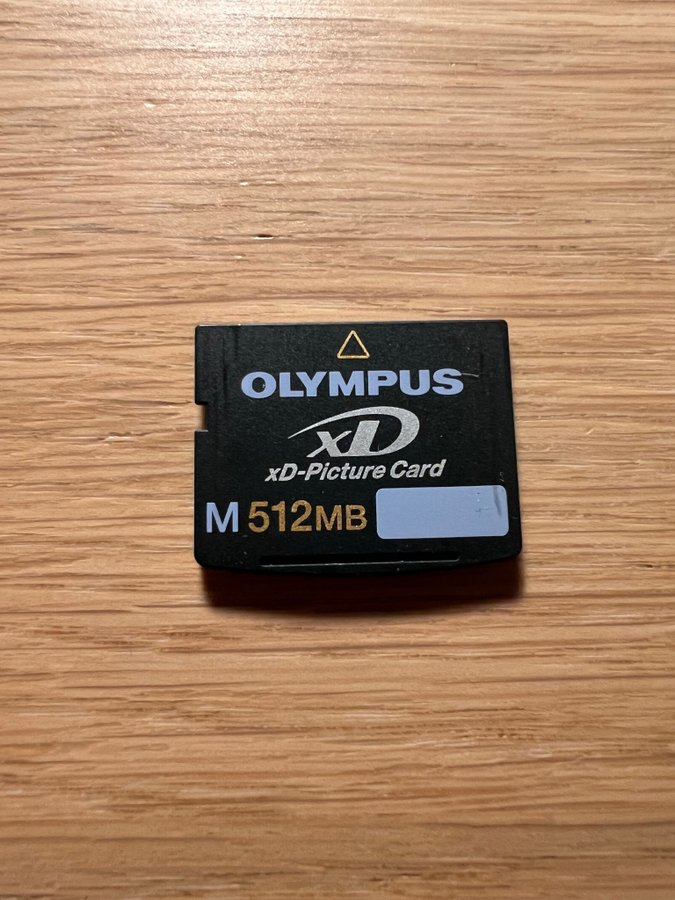 OLYMPUS
xD
xD-Picture Card
M 512MB